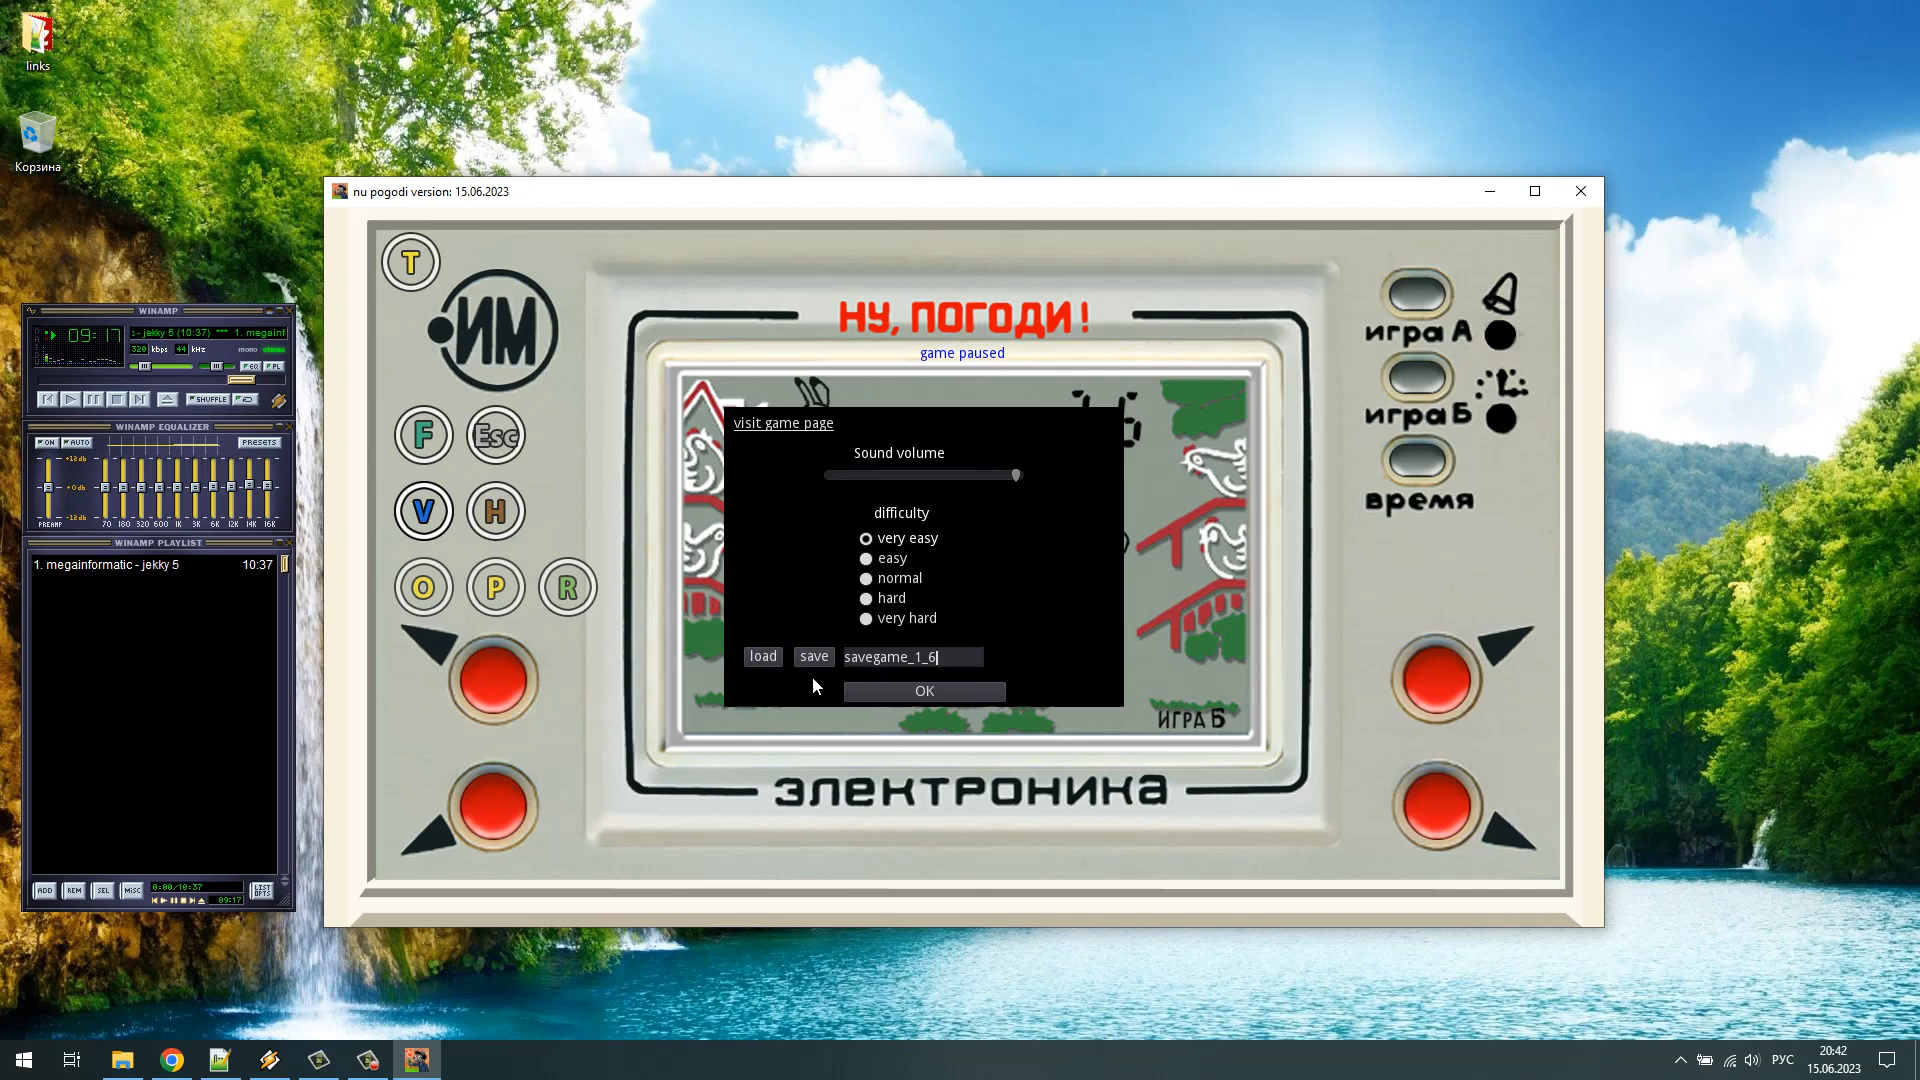 links
Корзина
WINAMP
09:17
:- jekky 5 (10:37) *** 1. megainf
320 kbps 44 kHz mono stereo
EQ PL
SHUFFLE
WINAMP EQUALIZER
ON AUTO PRESETS
+12 db
+0 db
-12 db
PREAMP 70 180 320 600 1K 3K 6K 12K 14K 16K
WINAMP PLAYLIST
1. megainformatic - jekky 5 10:37
ADD REM SEL MISC 0:00/10:37 LIST OPTS
09:17
nu pogodi version: 15.06.2023
T
ИМ
F Esc
V H
O P R
НУ, ПОГОДИ!
game paused
visit game page
Sound volume
difficulty
very easy
easy
normal
hard
very hard
load save savegame_1_6
OK
ИГРА Б
электроника
игра А
игра Б
время
РУС
20:42
15.06.2023